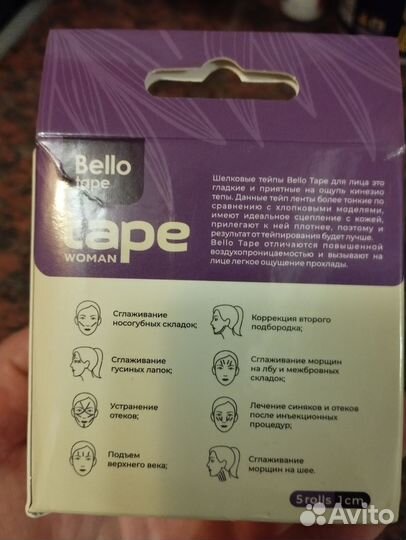 Bello
tape
tape
WOMAN
Шелковые тейпы Bello Tape для лица это
гладкие и приятные на ощупь кинезио
тепы. Данные тейп ленты более тонкие по
сравнению с хлопковыми моделями,
имеют идеальное сцепление с кожей,
прилегают к ней плотнее, поэтому и
результат от тейпирования будет лучше.
Bello Tape отличаются повышенной
воздухопроницаемостью и вызывают на
лице легкое ощущение прохлады.
Сглаживание
носогубных складок;
Сглаживание
гусиных лапок;
Устранение
отеков;
Подъем
верхнего века;
Коррекция второго
подбородка;
Сглаживание морщин
на лбу и межбровных
складок;
Лечение синяков и отеков
после инъекционных
процедур;
Сглаживание
морщин на шее.
5 rolls 1 cm
Avito